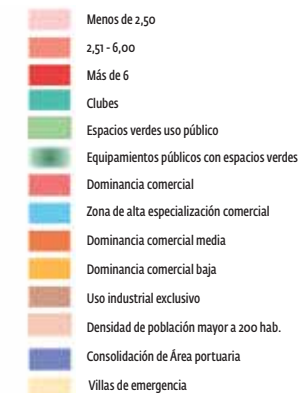 Menos de 2,50
2,51 - 6,00
Más de 6
Clubes
Espacios verdes uso público
Equipamientos públicos con espacios verdes
Dominancia comercial
Zona de alta especialización comercial
Dominancia comercial media
Dominancia comercial baja
Uso industrial exclusivo
Densidad de población mayor a 200 hab.
Consolidación de Área portuaria
Villas de emergencia